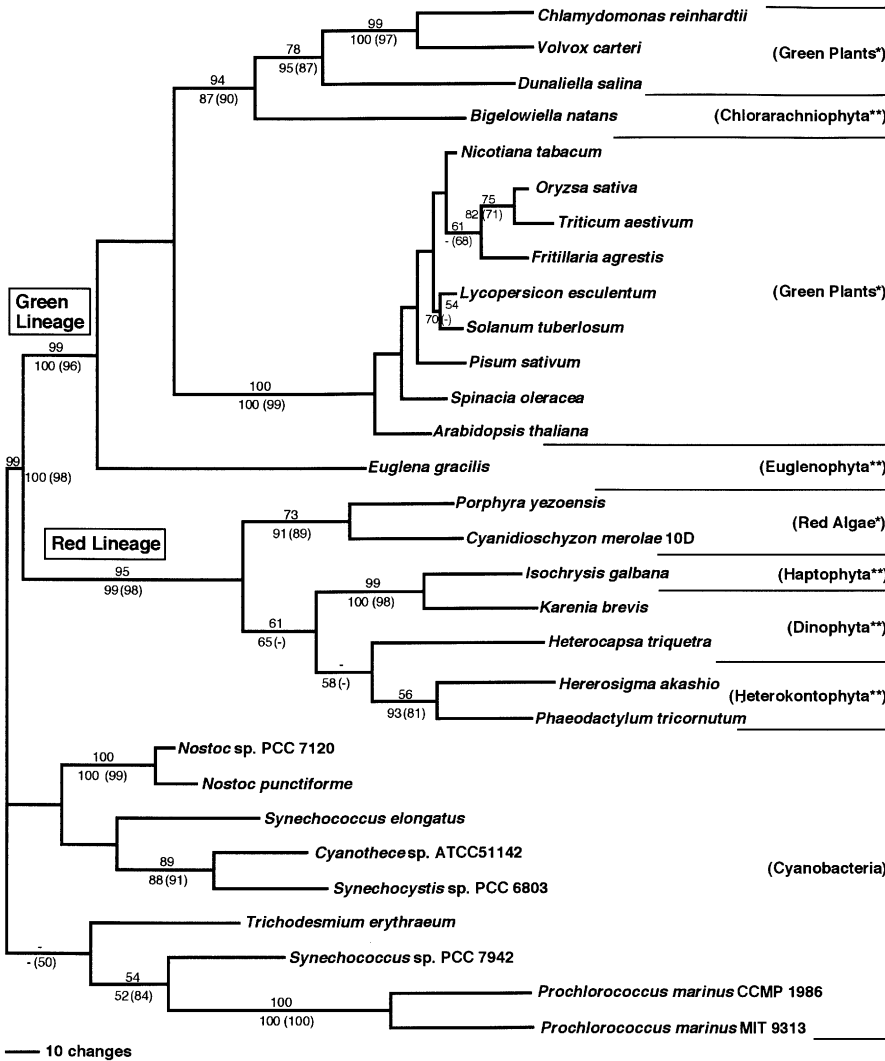 Chlamydomonas reinhardtii
99
100 (97)
Volvox carteri
78
95(87)
(Green Plants*)
Dunaliella salina
94
87(90)
Bigelowiella natans
(Chlorarachniophyta**)
Nicotiana tabacum
Oryzsa sativa
75
82(71)
Triticum aestivum
61
- (68)
Fritillaria agrestis
Green
Lineage
Lycopersicon esculentum
(Green Plants*)
54
70(-)
Solanum tuberlosum
99
100 (96)
Pisum sativum
100
100 (99)
Spinacia oleracea
Arabidopsis thaliana
99
100(98)
Euglena gracilis
(Euglenophyta**)
Porphyra yezoensis
73
91(89)
(Red Algae*)
Red Lineage
Cyanidioschyzon merolae 10D
95
99(98)
Isochrysis galbana
(Haptophyta**)
99
100 (98)
Karenia brevis
61
65(-)
(Dinophyta**)
Heterocapsa triquetra
-
58(-)
Hererosigma akashio
56
93(81)
(Heterokontophyta**)
Phaeodactylum tricornutum
Nostoc sp. PCC 7120
100
100 (99)
Nostoc punctiforme
Synechococcus elongatus
Cyanothece sp. ATCC51142
89
88(91)
(Cyanobacteria)
Synechocystis sp. PCC 6803
Trichodesmium erythraeum
-
- (50)
Synechococcus sp. PCC 7942
54
52(84)
Prochlorococcus marinus CCMP 1986
100
100 (100)
Prochlorococcus marinus MIT 9313
10 changes